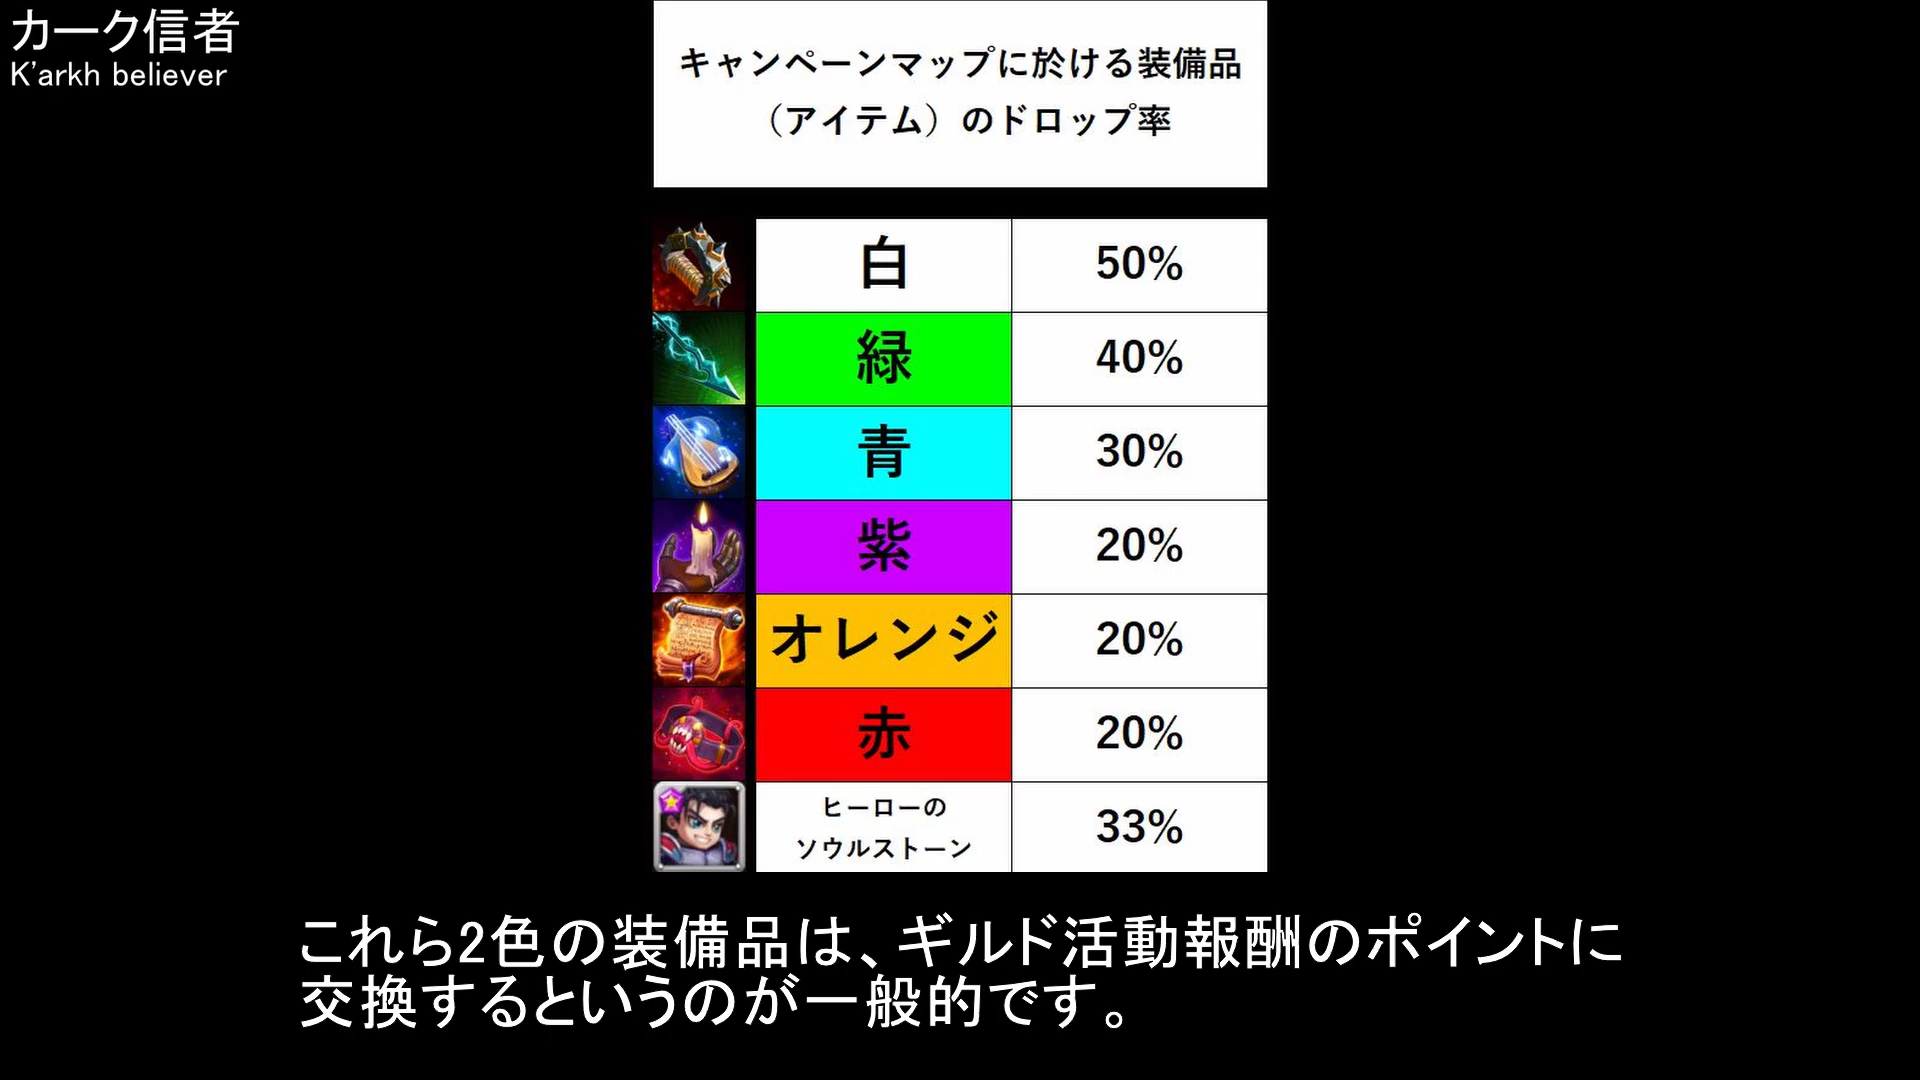 カーク信者
K'arkh believer
キャンペーンマップに於ける装備品
（アイテム）のドロップ率
白 50%
緑 40%
青 30%
紫 20%
オレンジ 20%
赤 20%
ヒーローの
ソウルストーン 33%
これら2色の装備品は、ギルド活動報酬のポイントに
交換するというのが一般的です。